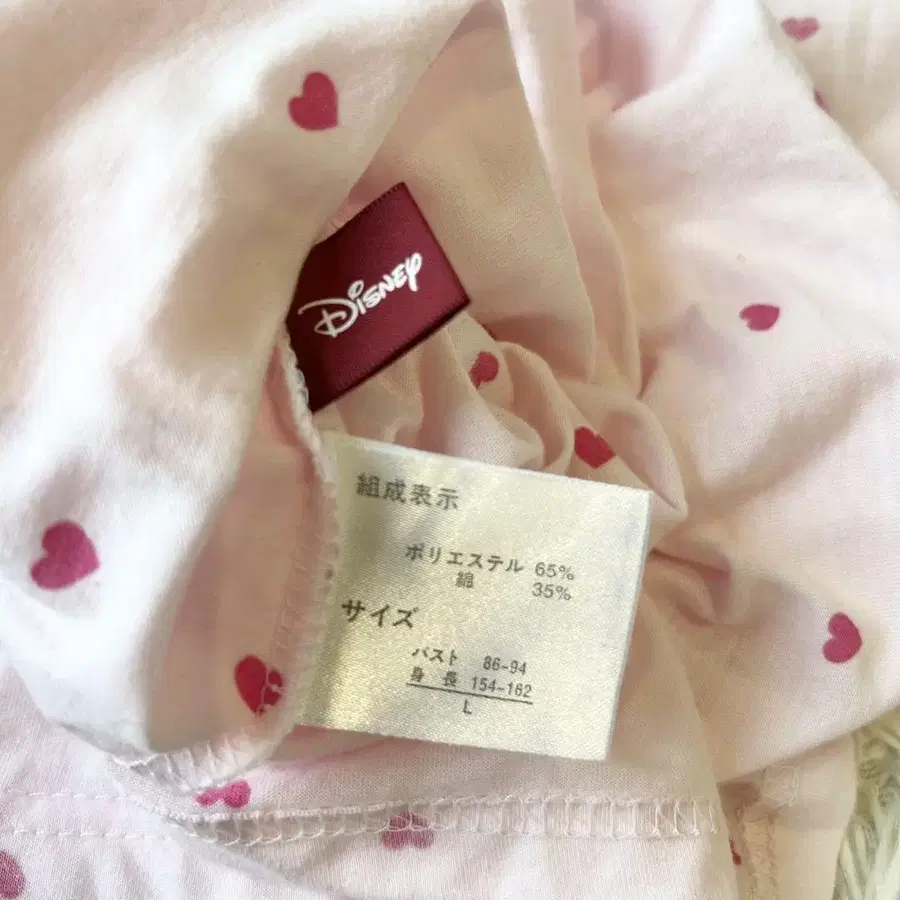 Disney
組成表示
ポリエステル 65%
綿 35%
サイズ
バスト 86-94
身長 154-162
L